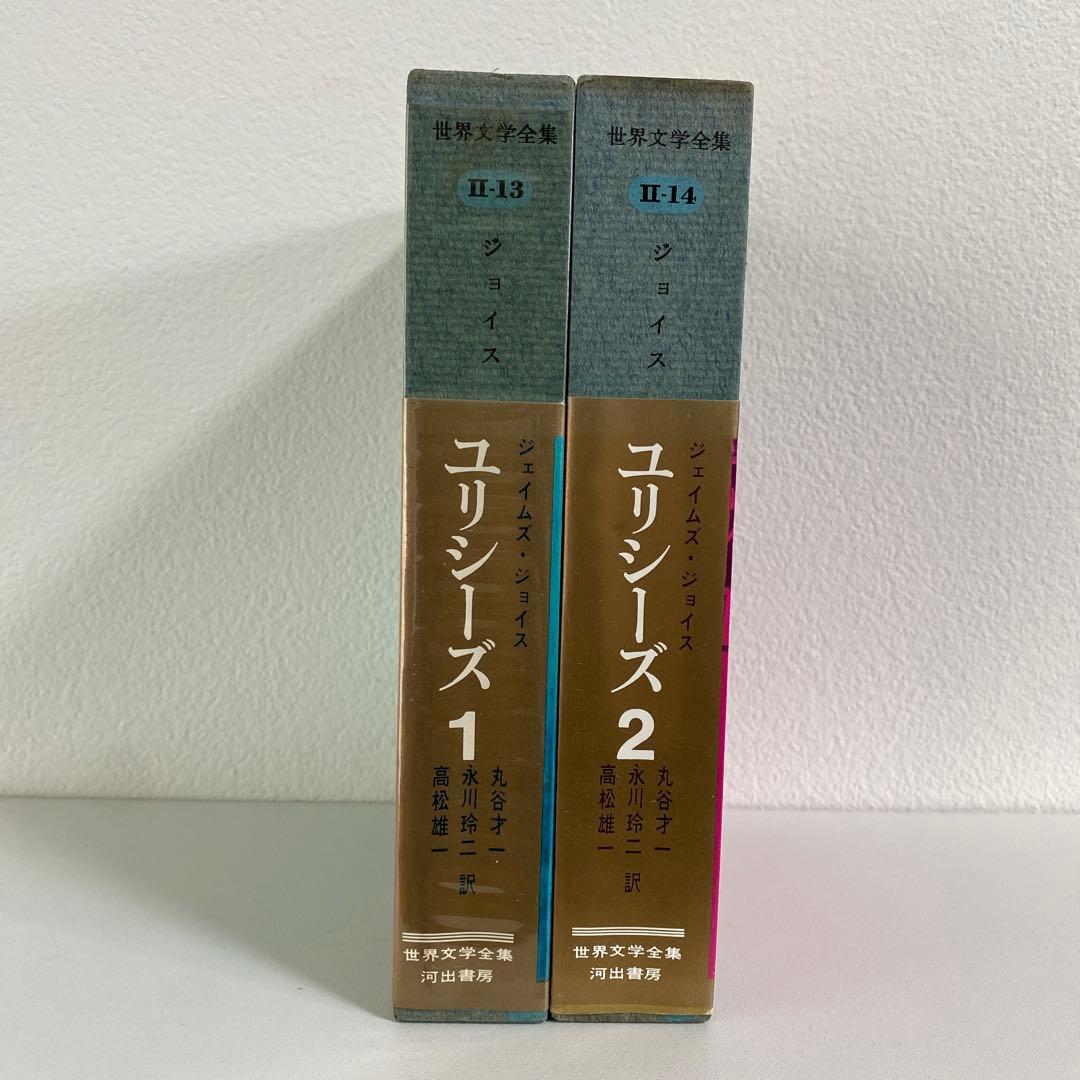 世界文学全集
II-13
ジョイス
ジェイムズ・ジョイス
ユリシーズ1
丸谷才一
永川玲二 訳
高松雄一
世界文学全集
河出書房
世界文学全集
II-14
ジョイス
ジェイムズ・ジョイス
ユリシーズ2
丸谷才一
永川玲二 訳
高松雄一
世界文学全集
河出書房